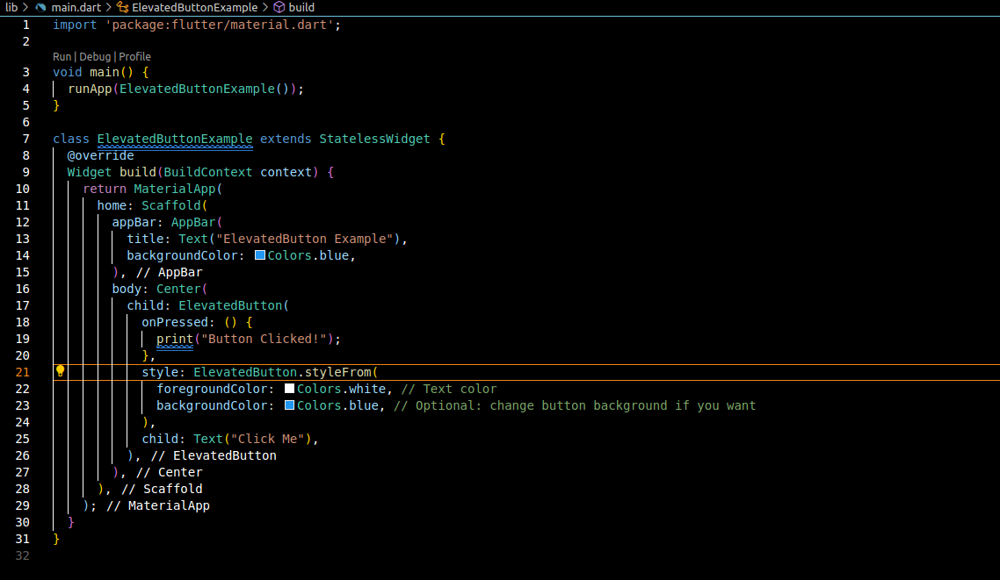 lib > main.dart > ElevatedButtonExample > build
1 import 'package:flutter/material.dart';
2
Run | Debug | Profile
3 void main() {
4   runApp(ElevatedButtonExample());
5 }
6
7 class ElevatedButtonExample extends StatelessWidget {
8   @override
9   Widget build(BuildContext context) {
10     return MaterialApp(
11       home: Scaffold(
12         appBar: AppBar(
13           title: Text("ElevatedButton Example"),
14           backgroundColor: Colors.blue,
15         ), // AppBar
16         body: Center(
17           child: ElevatedButton(
18             onPressed: () {
19               print("Button Clicked!");
20             },
21             style: ElevatedButton.styleFrom(
22               foregroundColor: Colors.white, // Text color
23               backgroundColor: Colors.blue, // Optional: change button background if you want
24             ),
25             child: Text("Click Me"),
26           ), // ElevatedButton
27         ), // Center
28       ), // Scaffold
29     ); // MaterialApp
30   }
31 }
32